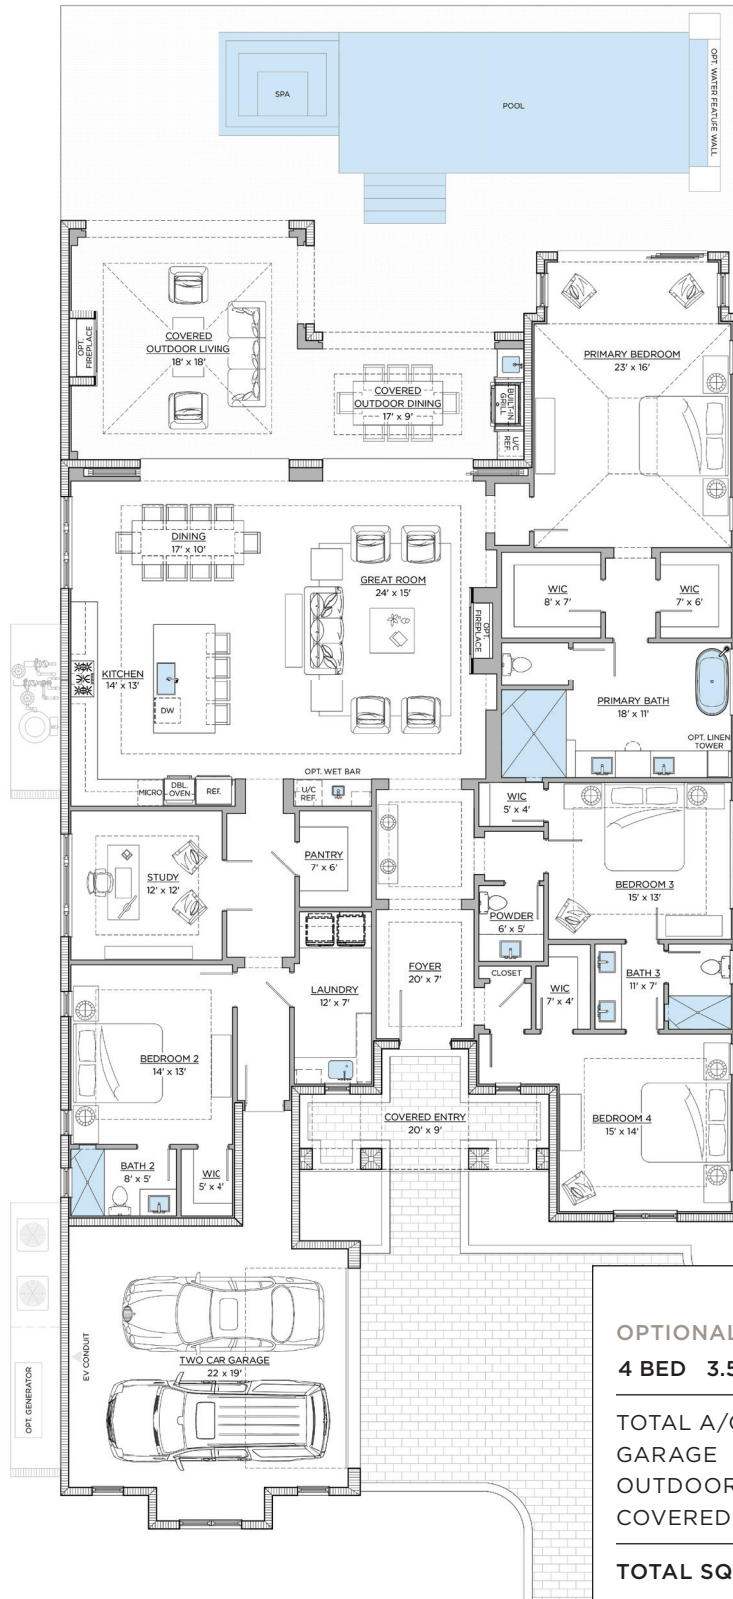 SPA
POOL
OPT. WATER FEATURE WALL
OPT.
FIREPLACE
COVERED
OUTDOOR LIVING
18' x 18'
COVERED
OUTDOOR DINING
17' x 9'
BUILT-IN
GRILL
U/C
REF.
PRIMARY BEDROOM
23' x 16'
DINING
17' x 10'
GREAT ROOM
24' x 15'
OPT.
FIREPLACE
WIC
8' x 7'
WIC
7' x 6'
KITCHEN
14' x 13'
DW
PRIMARY BATH
18' x 11'
OPT. LINEN
TOWER
MICRO
DBL.
OVEN
REF.
OPT. WET BAR
U/C
REF.
WIC
5' x 4'
STUDY
12' x 12'
PANTRY
7' x 6'
BEDROOM 3
15' x 13'
POWDER
6' x 5'
FOYER
20' x 7'
LAUNDRY
12' x 7'
CLOSET
WIC
7' x 4'
BATH 3
11' x 7'
BEDROOM 2
14' x 13'
COVERED ENTRY
20' x 9'
BEDROOM 4
15' x 14'
BATH 2
8' x 5'
WIC
5' x 4'
EV CONDUIT
TWO CAR GARAGE
22 x 19'
OPT. GENERATOR
OPTIONAL
4 BED 3.5
TOTAL A/C
GARAGE
OUTDOOR
COVERED
TOTAL SQ